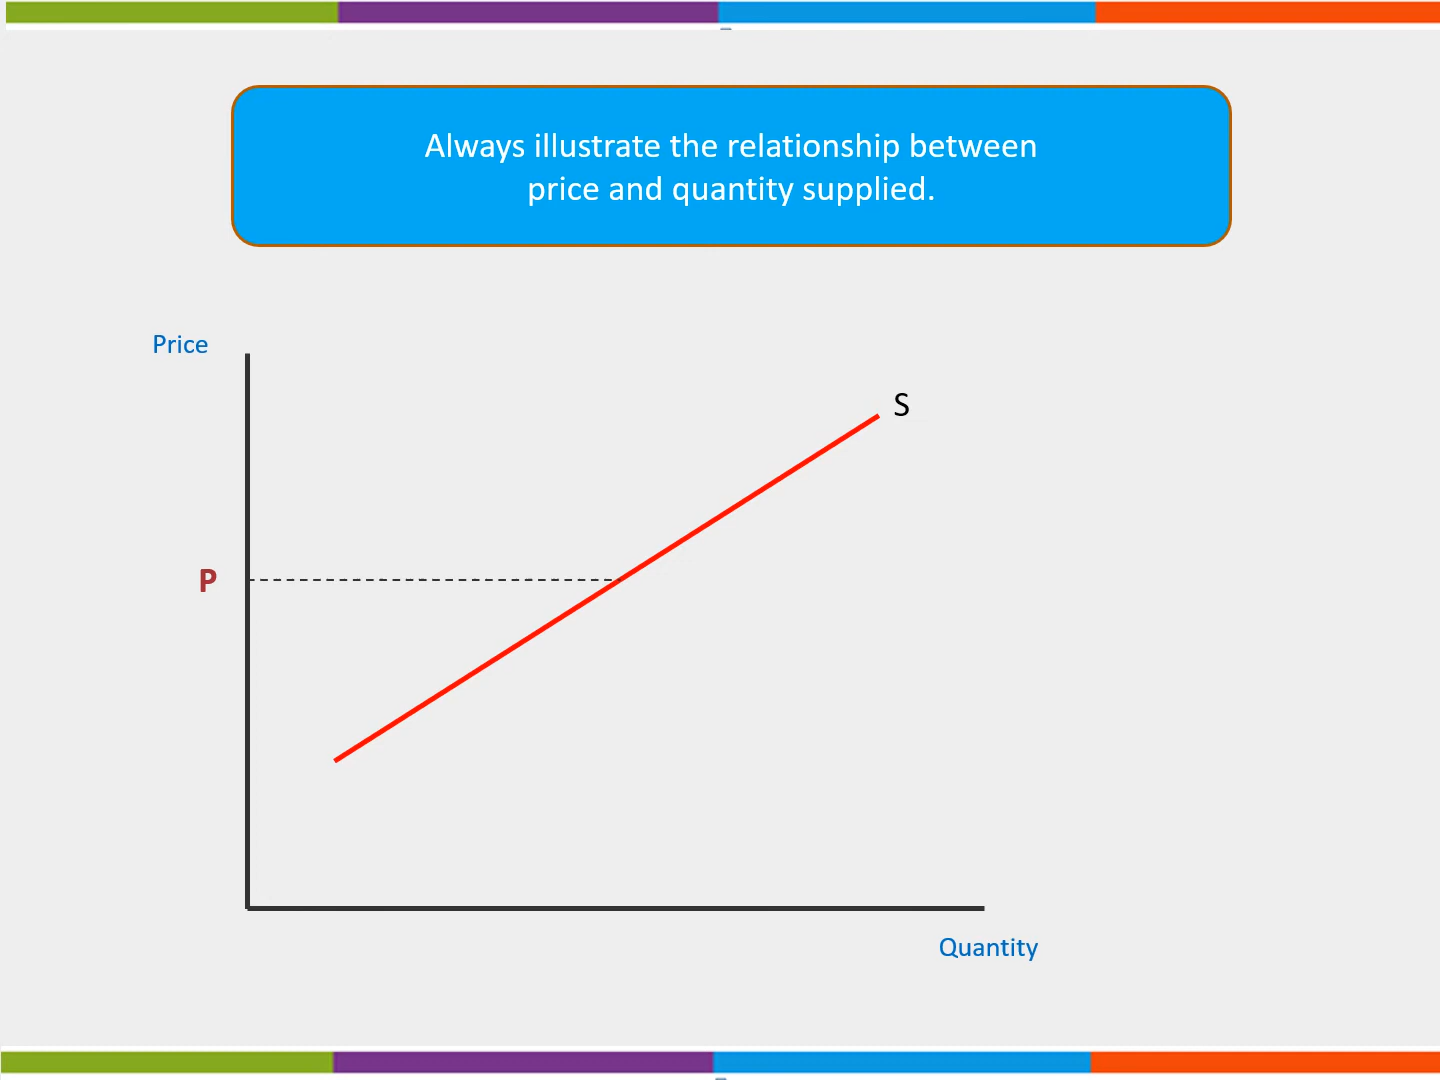 Always illustrate the relationship between
price and quantity supplied.
Price
S
P
Quantity